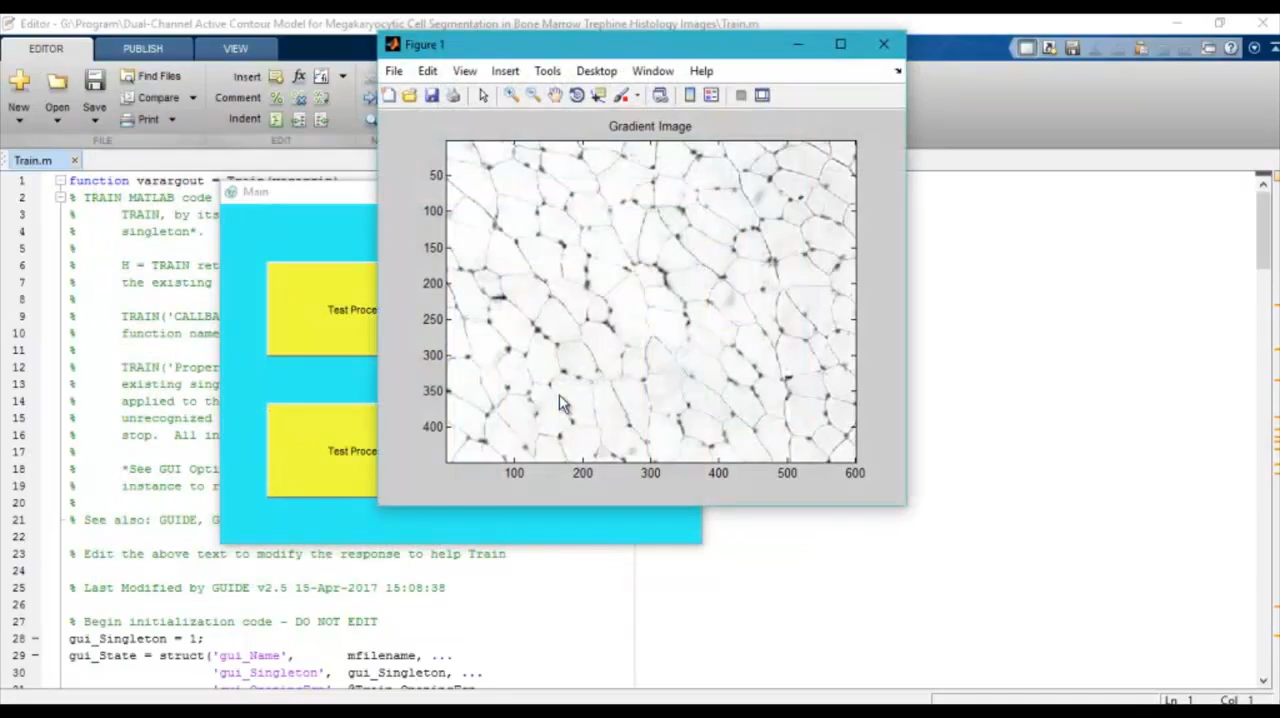 Editor - G:\Program\Dual-Channel Active Contour Model for Megakaryocytic Cell Segmentation in Bone Marrow Trephine Histology Images\Train.m
EDITOR PUBLISH VIEW
Figure 1
File Edit View Insert Tools Desktop Window Help
New Open Save
Find Files
Compare
Print
Insert
Comment
Indent
FILE
EDIT
Train.m
Gradient Image
50
100
150
200
250
300
350
400
100 200 300 400 500 600
Main
Test Proce
Test Proce
1 function varargout =
2 % TRAIN MATLAB code
3 % TRAIN, by its
4 % singleton*.
5 %
6 % H = TRAIN ret
7 % the existing
8 %
9 % TRAIN('CALLBA
10 % function name
11 %
12 % TRAIN('Proper
13 % existing sing
14 % applied to th
15 % unrecognized
16 % stop. All in
17 %
18 % *See GUI Opti
19 % instance to r
20 %
21 % See also: GUIDE, G
22
23 % Edit the above text to modify the response to help Train
24
25 % Last Modified by GUIDE v2.5 15-Apr-2017 15:08:38
26
27 % Begin initialization code - DO NOT EDIT
28 gui_Singleton = 1;
29 gui_State = struct('gui_Name', mfilename, ...
30 'gui_Singleton', gui_Singleton, ...
Ln 1 Col 1